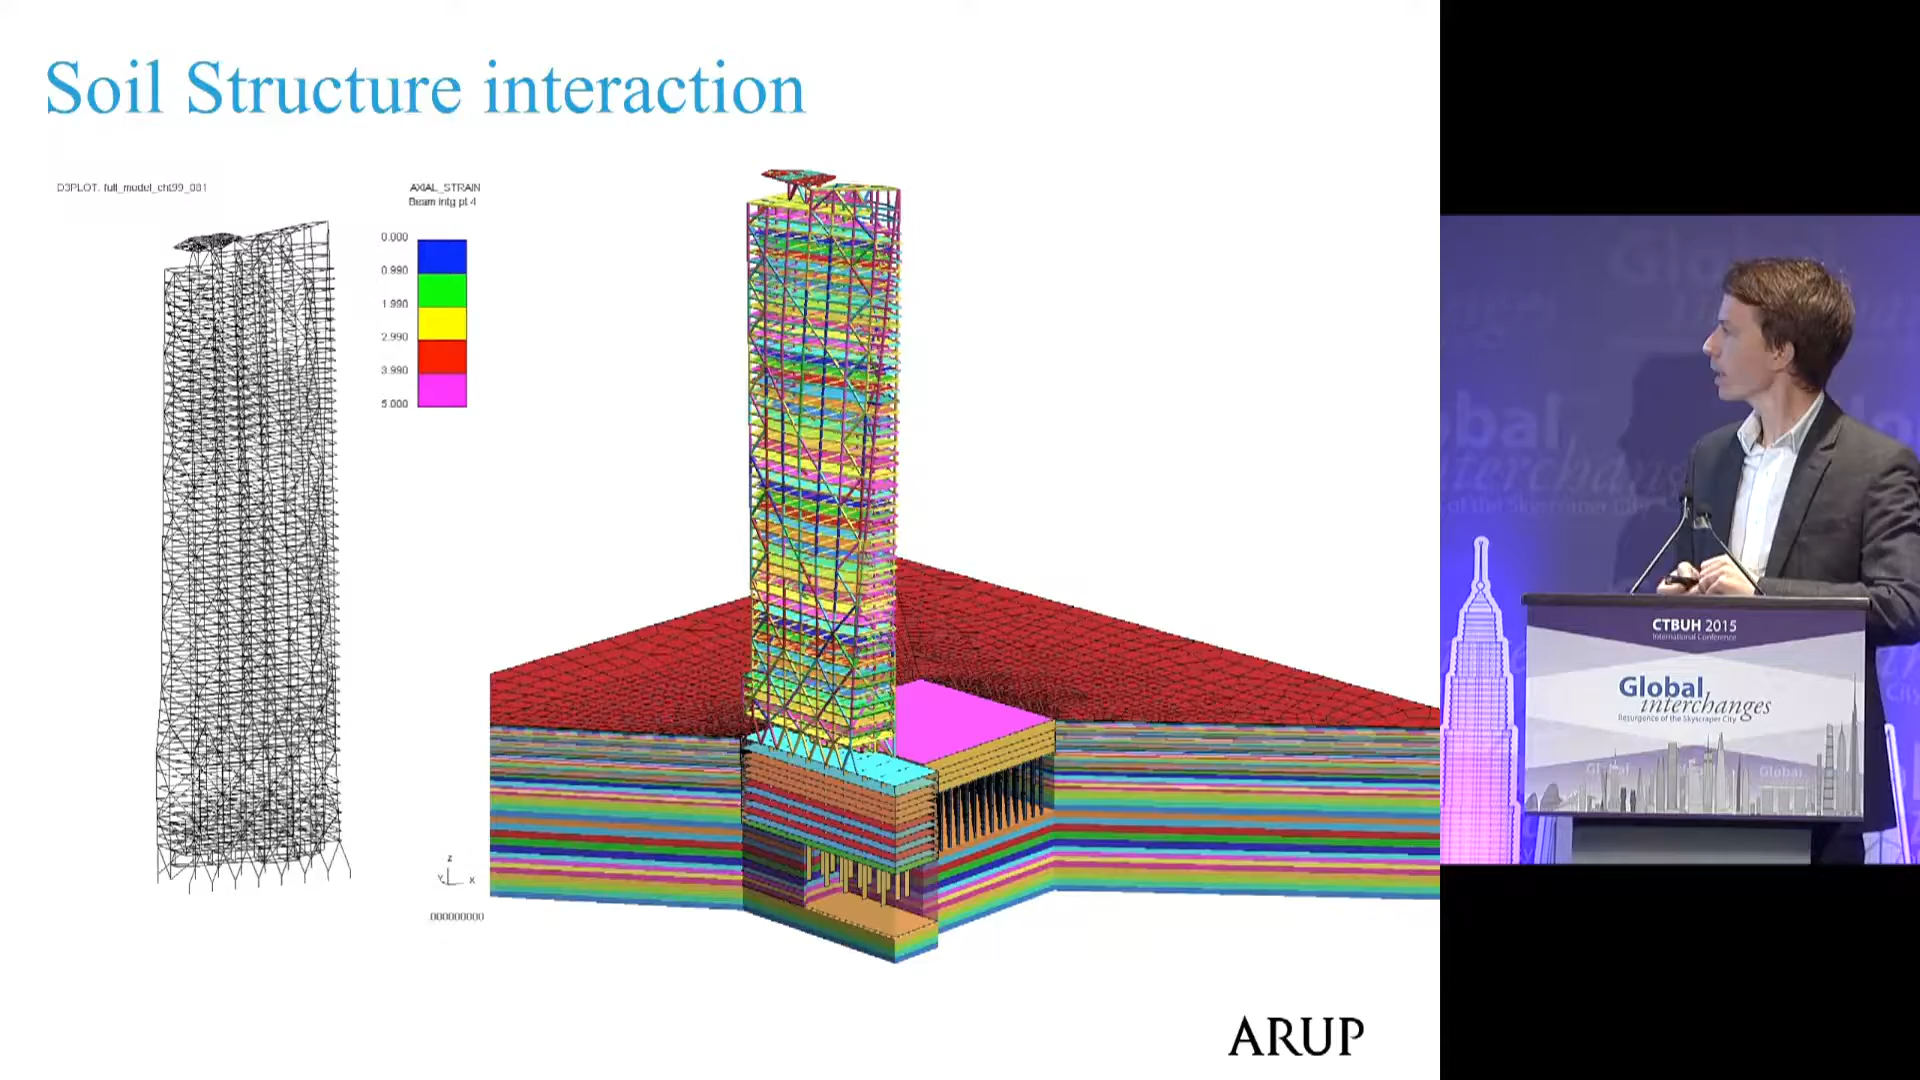 Soil Structure interaction
D3PLOT: full_model_cht99_001
AXIAL_STRAIN
Beam intg pt 4
0.000
0.990
1.990
2.990
3.990
5.000
Z
Y
X
.000000000
ARUP
CTBUH 2015
International Conference
Global
interchanges
Resurgence of the Skyscraper City